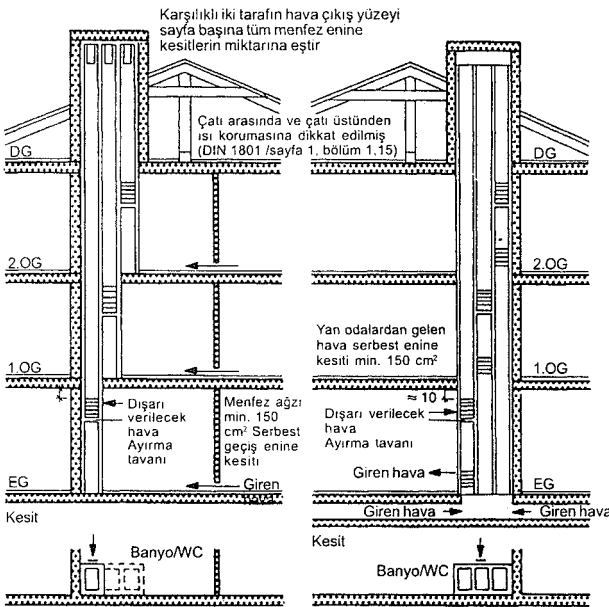 Karşılıklı iki tarafın hava çıkış yüzeyi
sayfa başına tüm menfez enine
kesitlerin miktarına eştir
Çatı arasında ve çatı üstünden
ısı korumasına dikkat edilmiş
(DIN 1801 /sayfa 1, bölüm 1,15)
DG
2.OG
1.OG
Dışarı
verilecek
hava
Ayırma
tavanı
Menfez ağzı
min. 150
cm² Serbest
geçiş enine
kesiti
EG
Giren
hava
Kesit
Banyo/WC
DG
2.OG
Yan odalardan gelen
hava serbest enine
kesiti min. 150 cm²
1.OG
≈ 10
Dışarı verilecek
hava
Ayırma tavanı
Giren hava
EG
Giren hava
Giren hava
Kesit
Banyo/WC